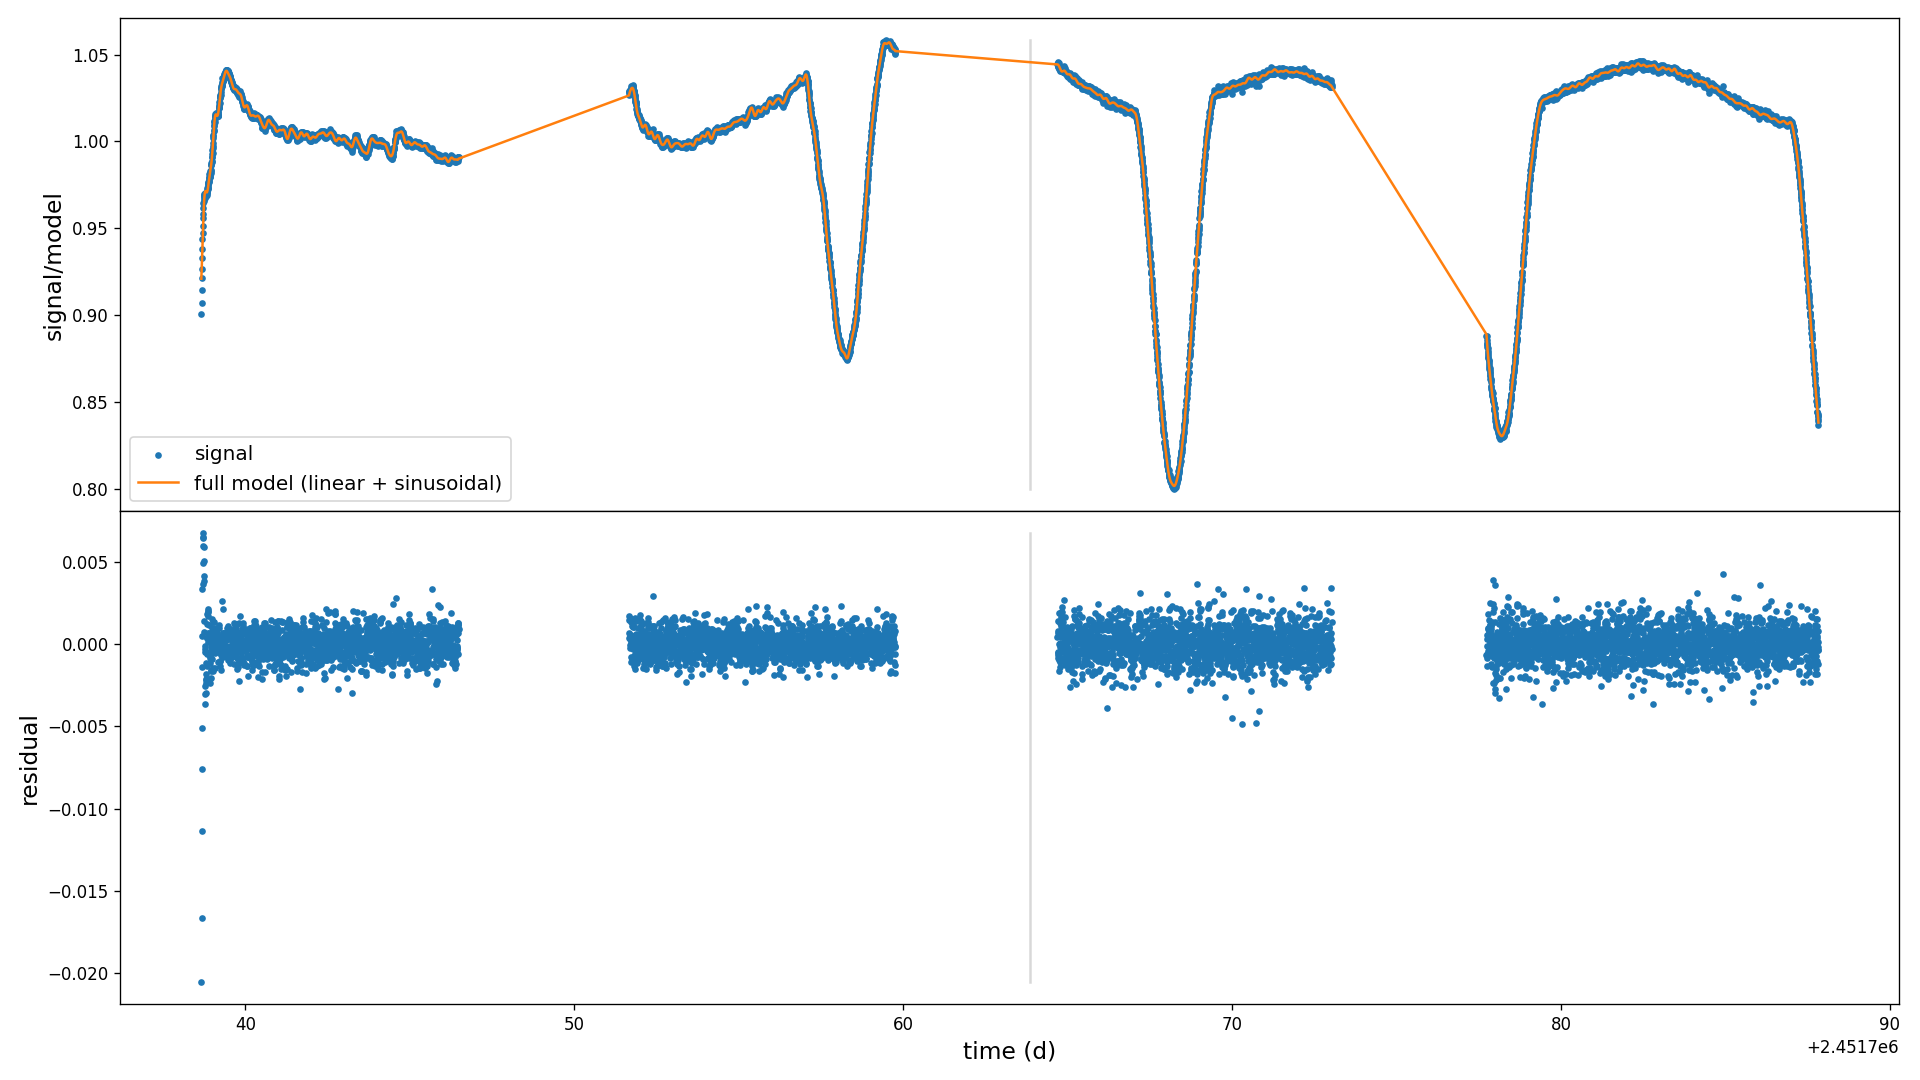 1.05
1.00
0.95
0.90
0.85
0.80
signal/model
signal
full model (linear + sinusoidal)
0.005
0.000
−0.005
−0.010
−0.015
−0.020
residual
40 50 60 70 80 90
time (d)
+2.4517e6